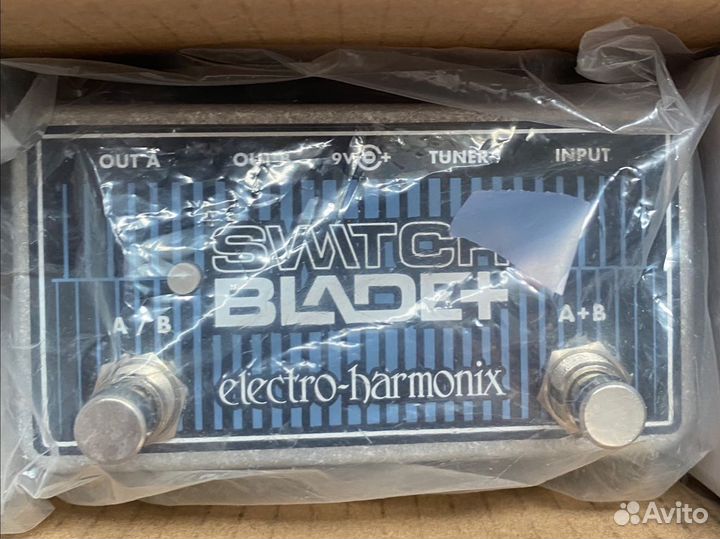 OUT A OUT B 9V + TUNER INPUT
SWITCH
BLADE+
A / B A+B
electro-harmonix
Avito